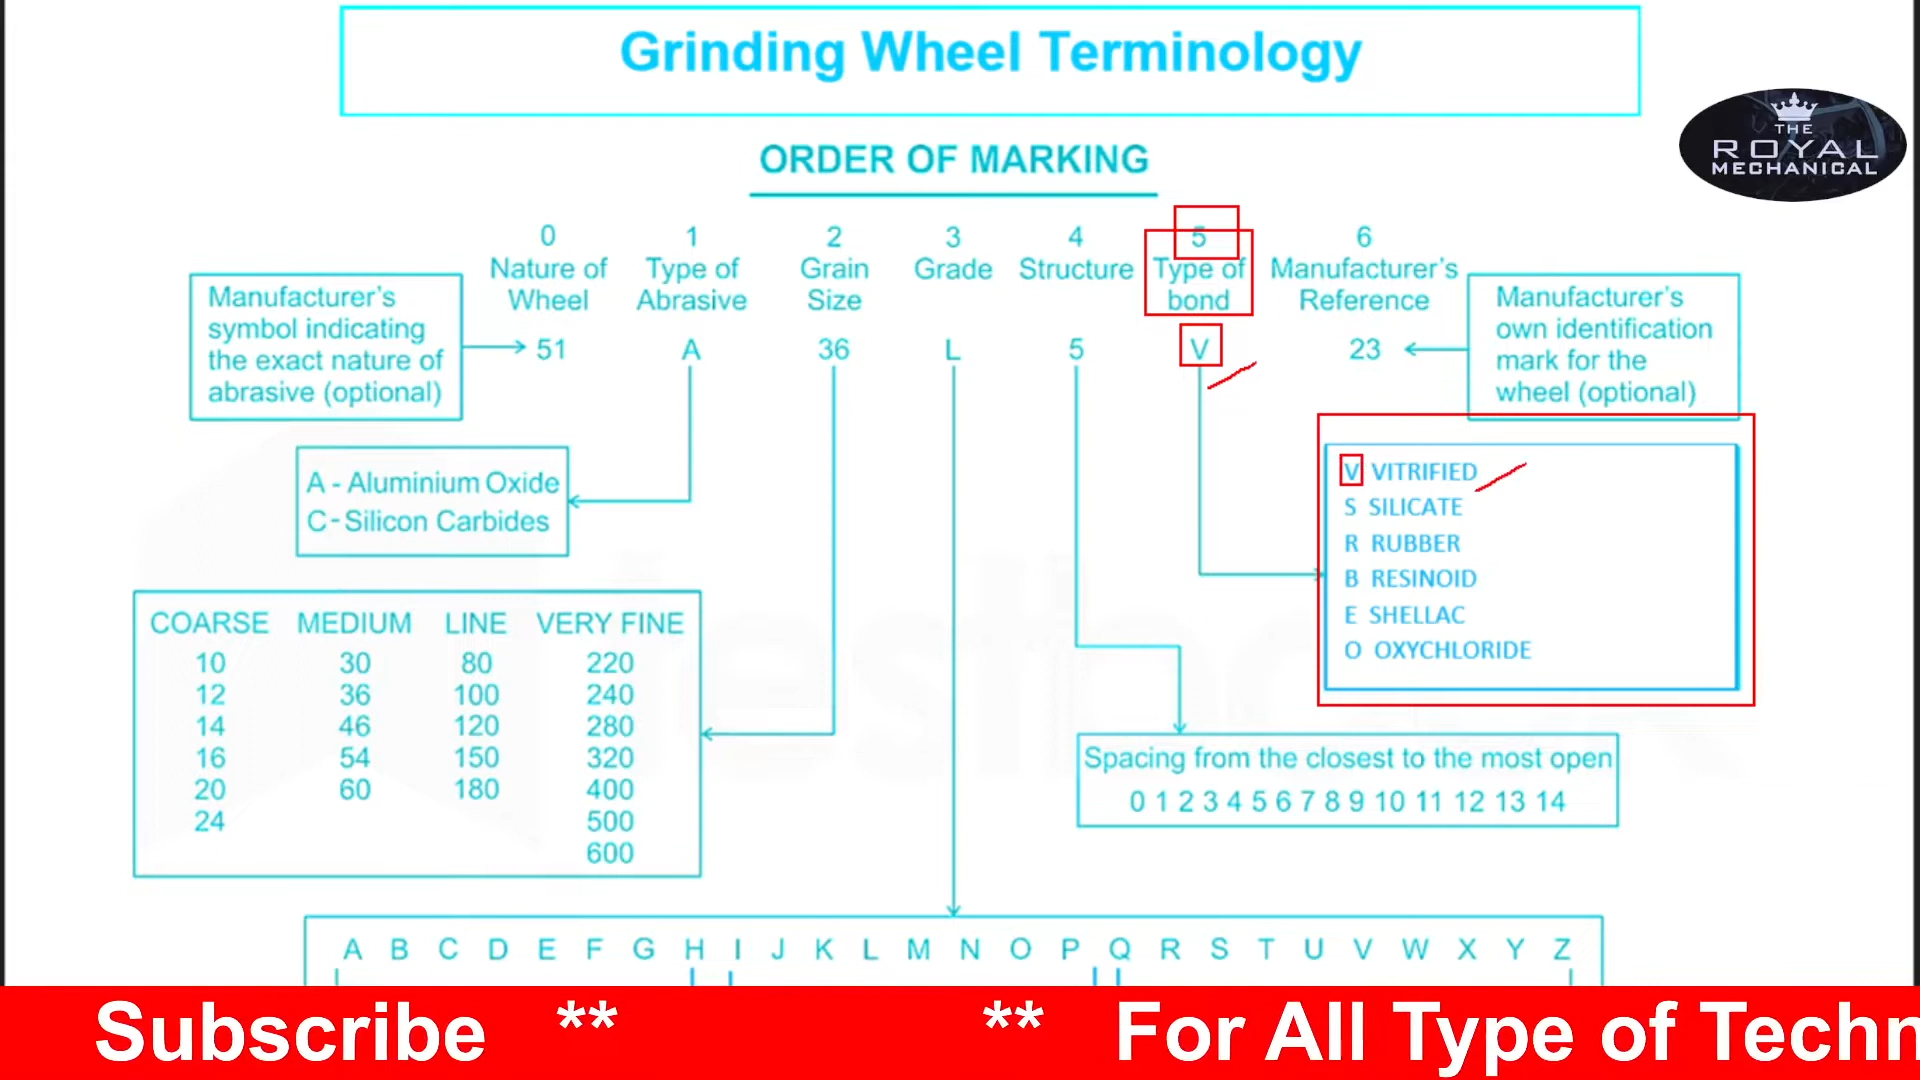 Grinding Wheel Terminology
THE
ROYAL
MECHANICAL
ORDER OF MARKING
0 1 2 3 4 5 6
Nature of Type of Grain Grade Structure Type of Manufacturer's
Wheel Abrasive Size bond Reference
51 A 36 L 5 V 23
Manufacturer's
symbol indicating
the exact nature of
abrasive (optional)
Manufacturer's
own identification
mark for the
wheel (optional)
A - Aluminium Oxide
C - Silicon Carbides
V VITRIFIED
S SILICATE
R RUBBER
B RESINOID
E SHELLAC
O OXYCHLORIDE
COARSE MEDIUM LINE VERY FINE
10 30 80 220
12 36 100 240
14 46 120 280
16 54 150 320
20 60 180 400
24 500
600
Spacing from the closest to the most open
0 1 2 3 4 5 6 7 8 9 10 11 12 13 14
A B C D E F G H I J K L M N O P Q R S T U V W X Y Z
Subscribe ** ** For All Type of Techn